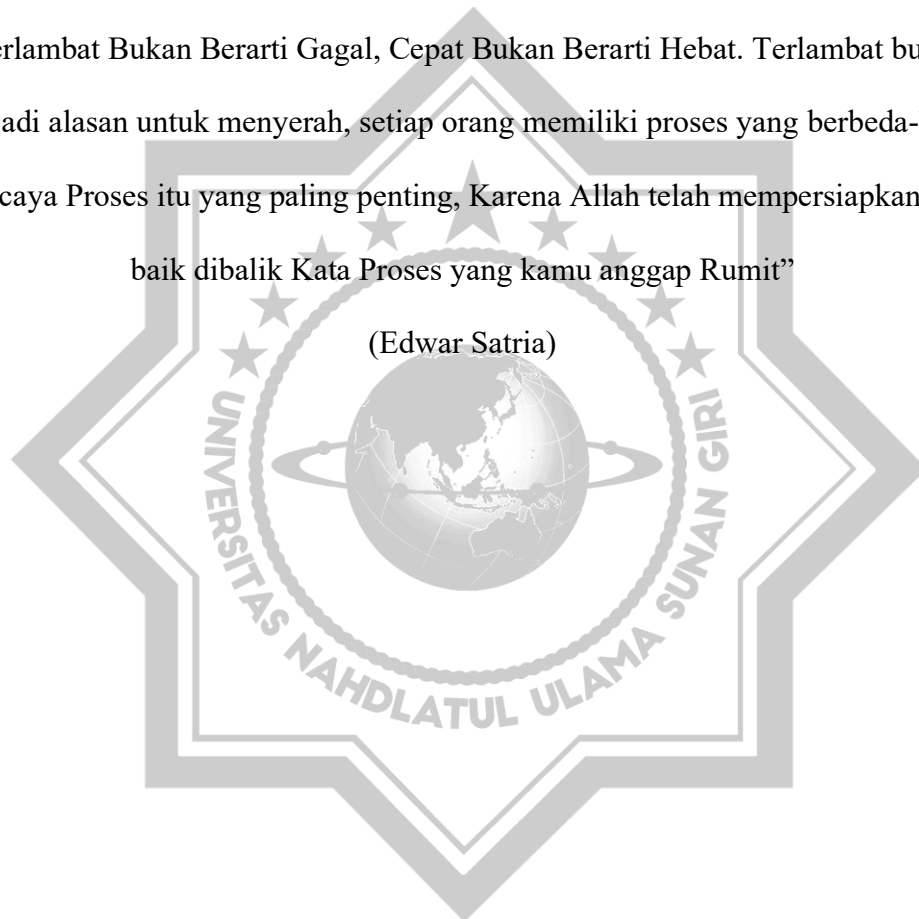 erlambat Bukan Berarti Gagal, Cepat Bukan Berarti Hebat. Terlambat bu
adi alasan untuk menyerah, setiap orang memiliki proses yang berbeda-
caya Proses itu yang paling penting, Karena Allah telah mempersiapkan
baik dibalik Kata Proses yang kamu anggap Rumit”
(Edwar Satria)
UNIVERSITAS NAHDLATUL ULAMA SUNAN GIRI